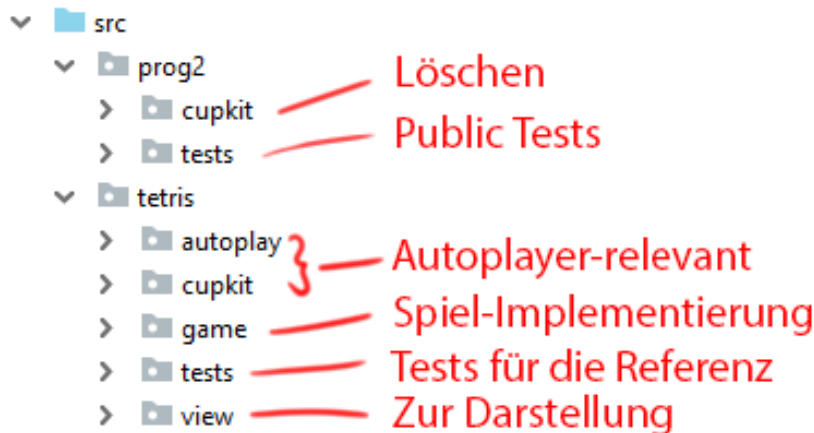 src
prog2
cupkit Löschen
tests Public Tests
tetris
autoplay
cupkit Autoplayer-relevant
game Spiel-Implementierung
tests Tests für die Referenz
view Zur Darstellung